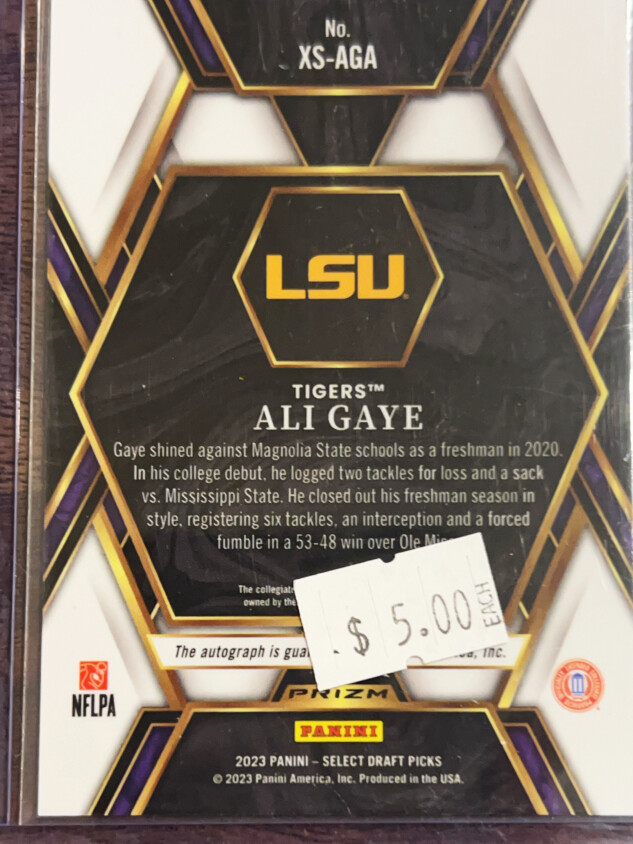 No.
XS-AGA
LSU
TIGERS™
ALI GAYE
Gaye shined against Magnolia State schools as a freshman in 2020.
In his college debut, he logged two tackles for loss and a sack
vs. Mississippi State. He closed out his freshman season in
style, registering six tackles, an interception and a forced
fumble in a 53-48 win over Ole
The
owned by the
$ 5.00 EACH
The autograph is Inc.
PRIZM
NFLPA
PANINI
2023 PANINI – SELECT DRAFT PICKS
© 2023 Panini America, Inc. Produced in the USA.